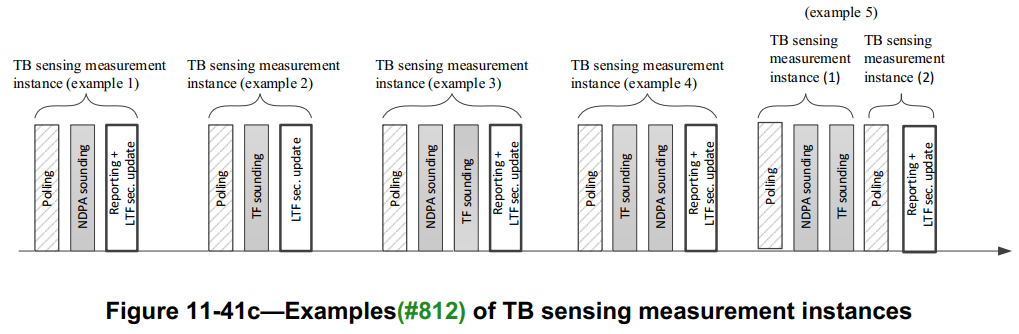 (example 5)
TB sensing measurement
instance (example 1)
TB sensing measurement
instance (example 2)
TB sensing measurement
instance (example 3)
TB sensing measurement
instance (example 4)
TB sensing
measurement
instance (1)
TB sensing
measurement
instance (2)
Polling
NDPA sounding
Reporting +
LTF sec. update
Polling
TF sounding
LTF sec. update
Polling
NDPA sounding
TF sounding
Reporting +
LTF sec. update
Polling
TF sounding
NDPA sounding
Reporting +
LTF sec. update
Polling
NDPA sounding
TF sounding
Polling
Reporting +
LTF sec. update
Figure 11-41c—Examples(#812) of TB sensing measurement instances